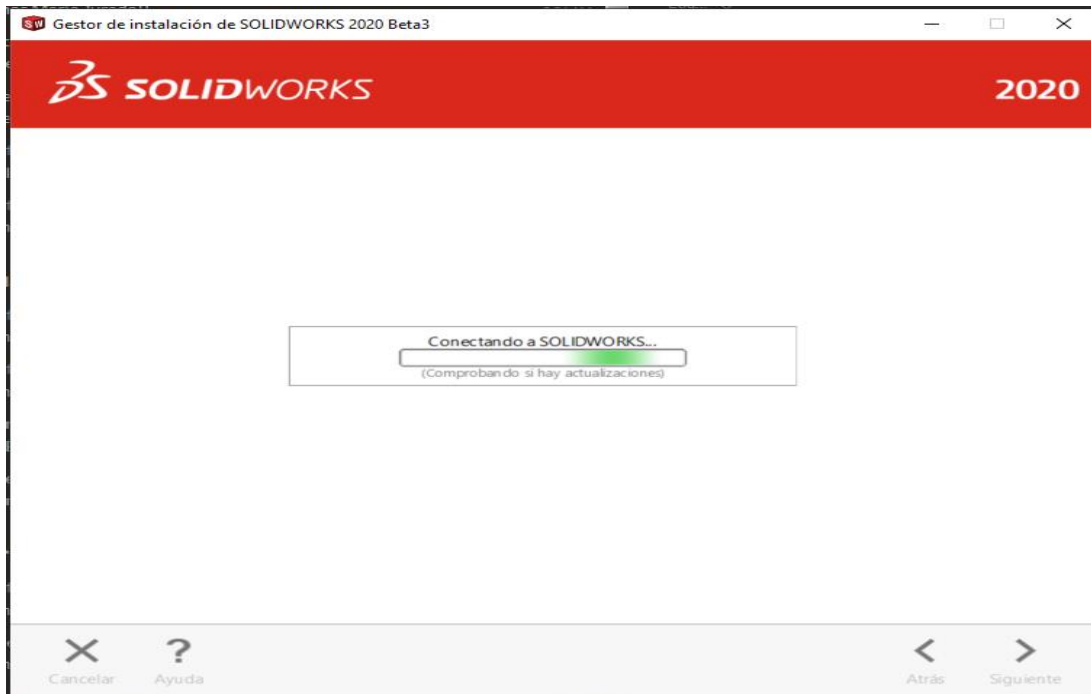 Gestor de instalación de SOLIDWORKS 2020 Beta3
SOLIDWORKS
2020
Conectando a SOLIDWORKS...
(Comprobando si hay actualizaciones)
Cancelar
Ayuda
Atrás
Siguiente